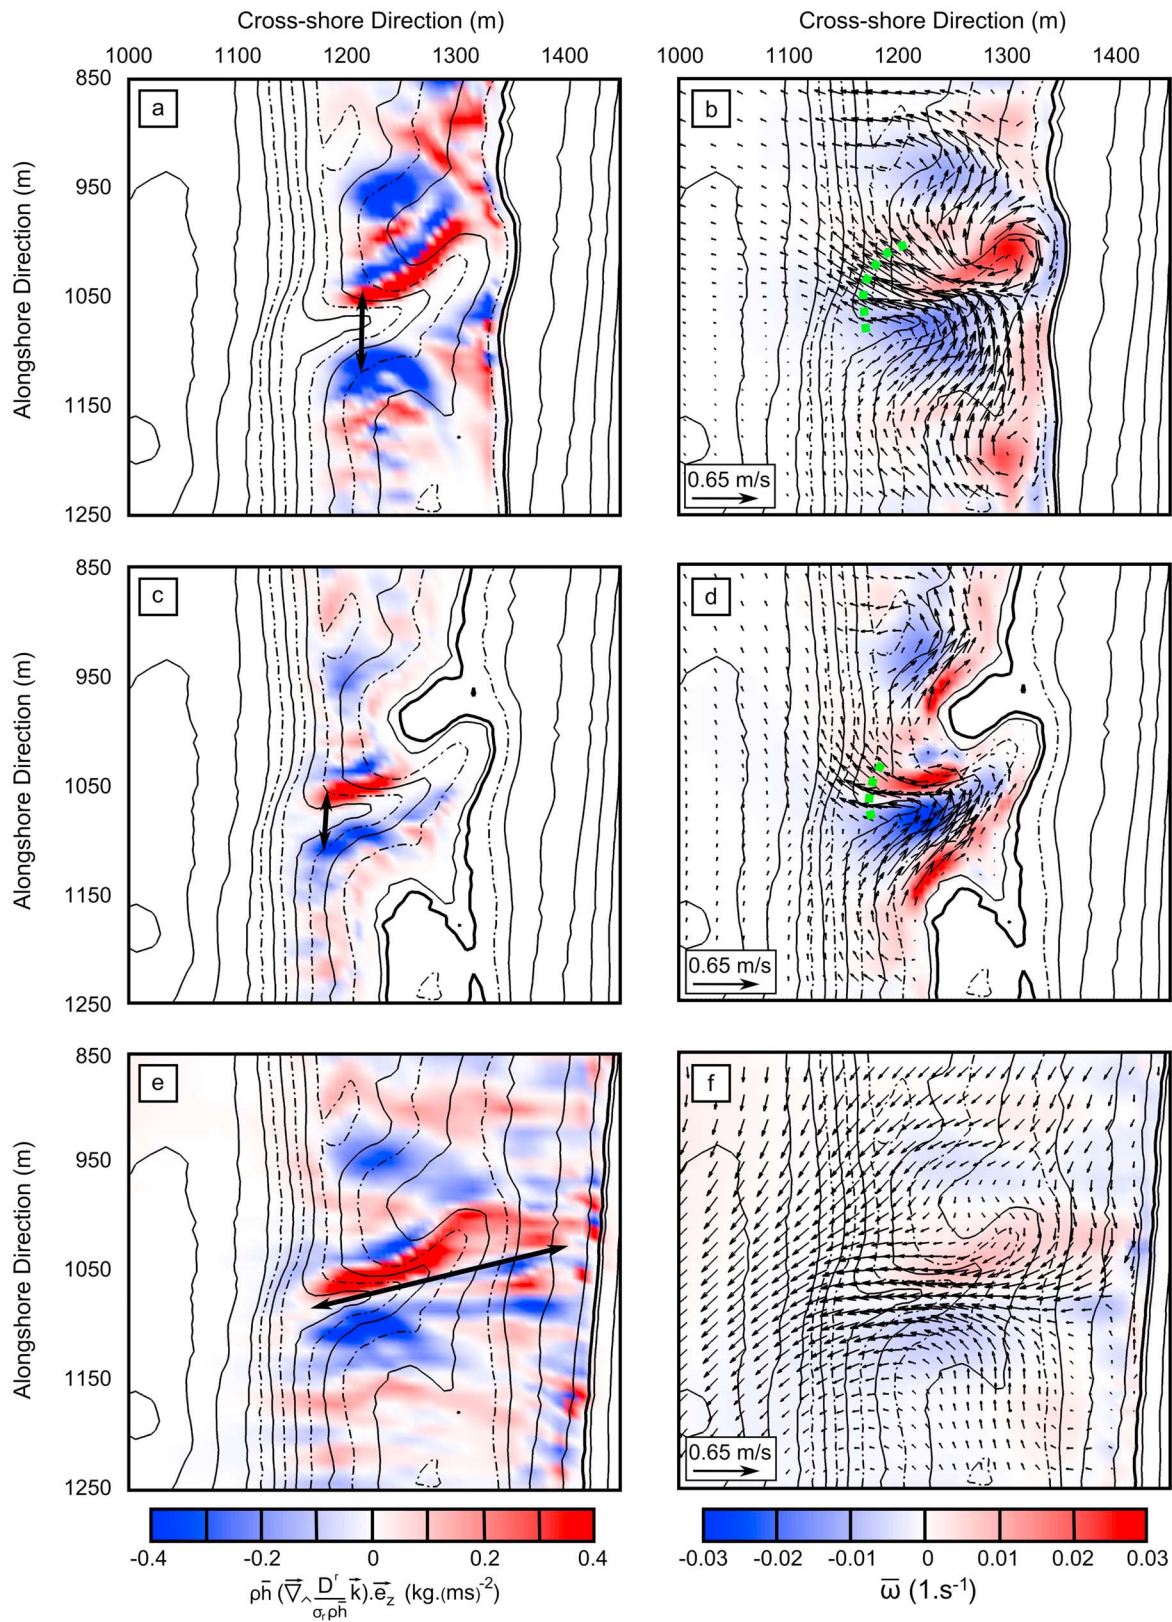 Cross-shore Direction (m) Cross-shore Direction (m)
1000 1100 1200 1300 1400 1000 1100 1200 1300 1400
850
a b
950
Alongshore Direction (m)
1050
1150
0.65 m/s
1250
850
c d
950
Alongshore Direction (m)
1050
1150
0.65 m/s
1250
850
e f
950
Alongshore Direction (m)
1050
1150
0.65 m/s
1250
-0.4 -0.2 0 0.2 0.4 -0.03 -0.02 -0.01 0 0.01 0.02 0.03
ρh̄ (∇⃗∧ Dʳ/σᵣρh̄ k⃗).e⃗z (kg.(ms)⁻²) ω̄ (1.s⁻¹)